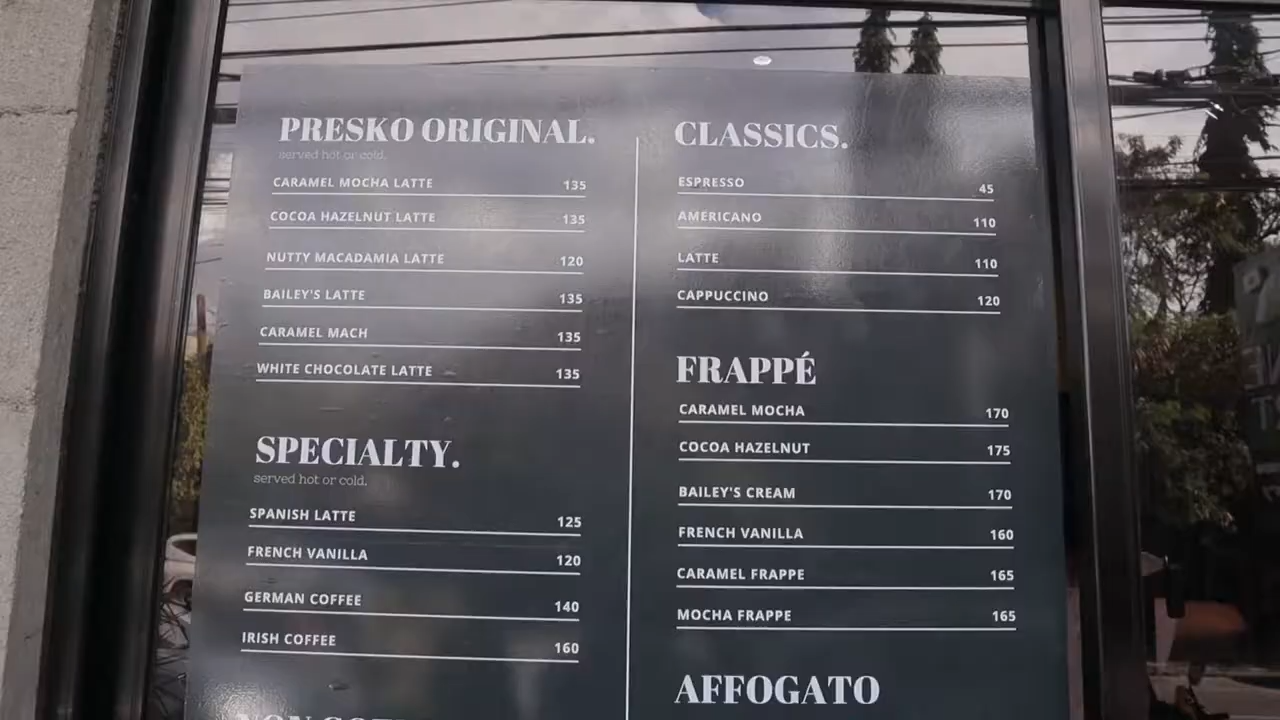 PRESKO ORIGINAL.
served hot or cold.
CARAMEL MOCHA LATTE 135
COCOA HAZELNUT LATTE 135
NUTTY MACADAMIA LATTE 120
BAILEY'S LATTE 135
CARAMEL MACH 135
WHITE CHOCOLATE LATTE 135
SPECIALTY.
served hot or cold.
SPANISH LATTE 125
FRENCH VANILLA 120
GERMAN COFFEE 140
IRISH COFFEE 160
CLASSICS.
ESPRESSO 45
AMERICANO 110
LATTE 110
CAPPUCCINO 120
FRAPPÉ
CARAMEL MOCHA 170
COCOA HAZELNUT 175
BAILEY'S CREAM 170
FRENCH VANILLA 160
CARAMEL FRAPPE 165
MOCHA FRAPPE 165
AFFOGATO